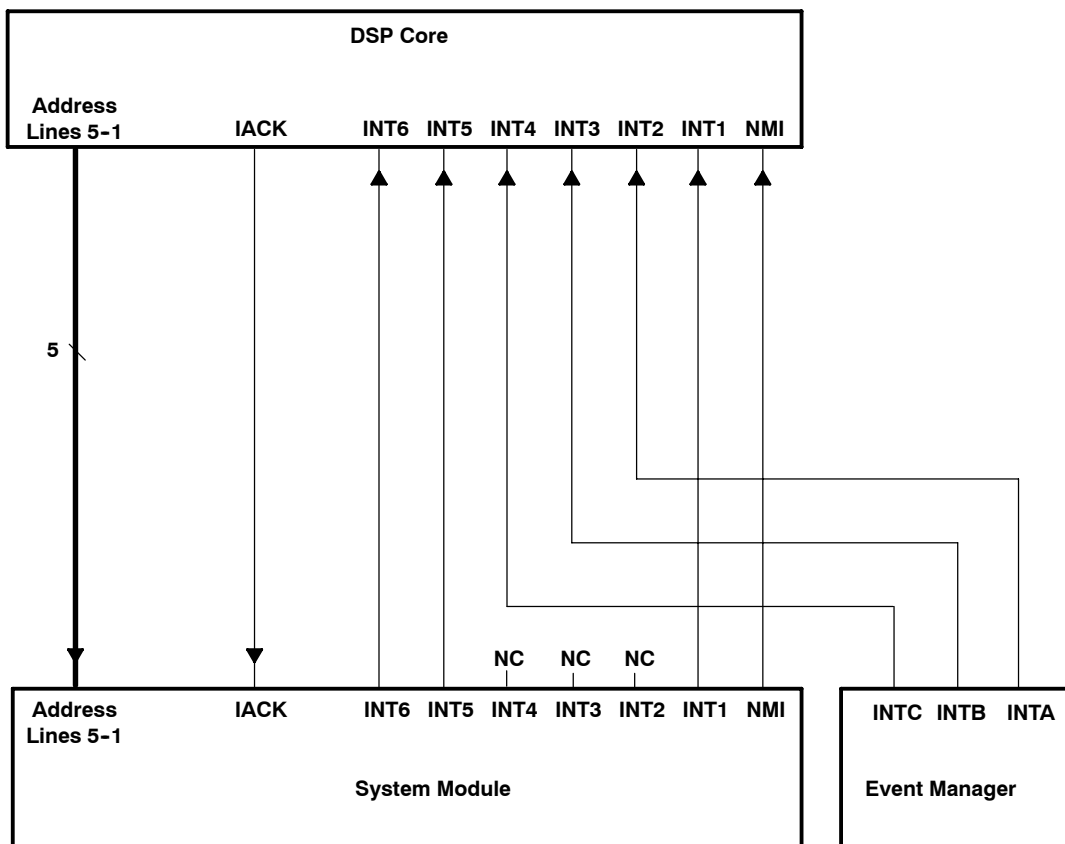 DSP Core
Address
Lines 5-1
IACK
INT6
INT5
INT4
INT3
INT2
INT1
NMI
5
NC
NC
NC
Address
Lines 5-1
IACK
INT6
INT5
INT4
INT3
INT2
INT1
NMI
System Module
INTC
INTB
INTA
Event Manager